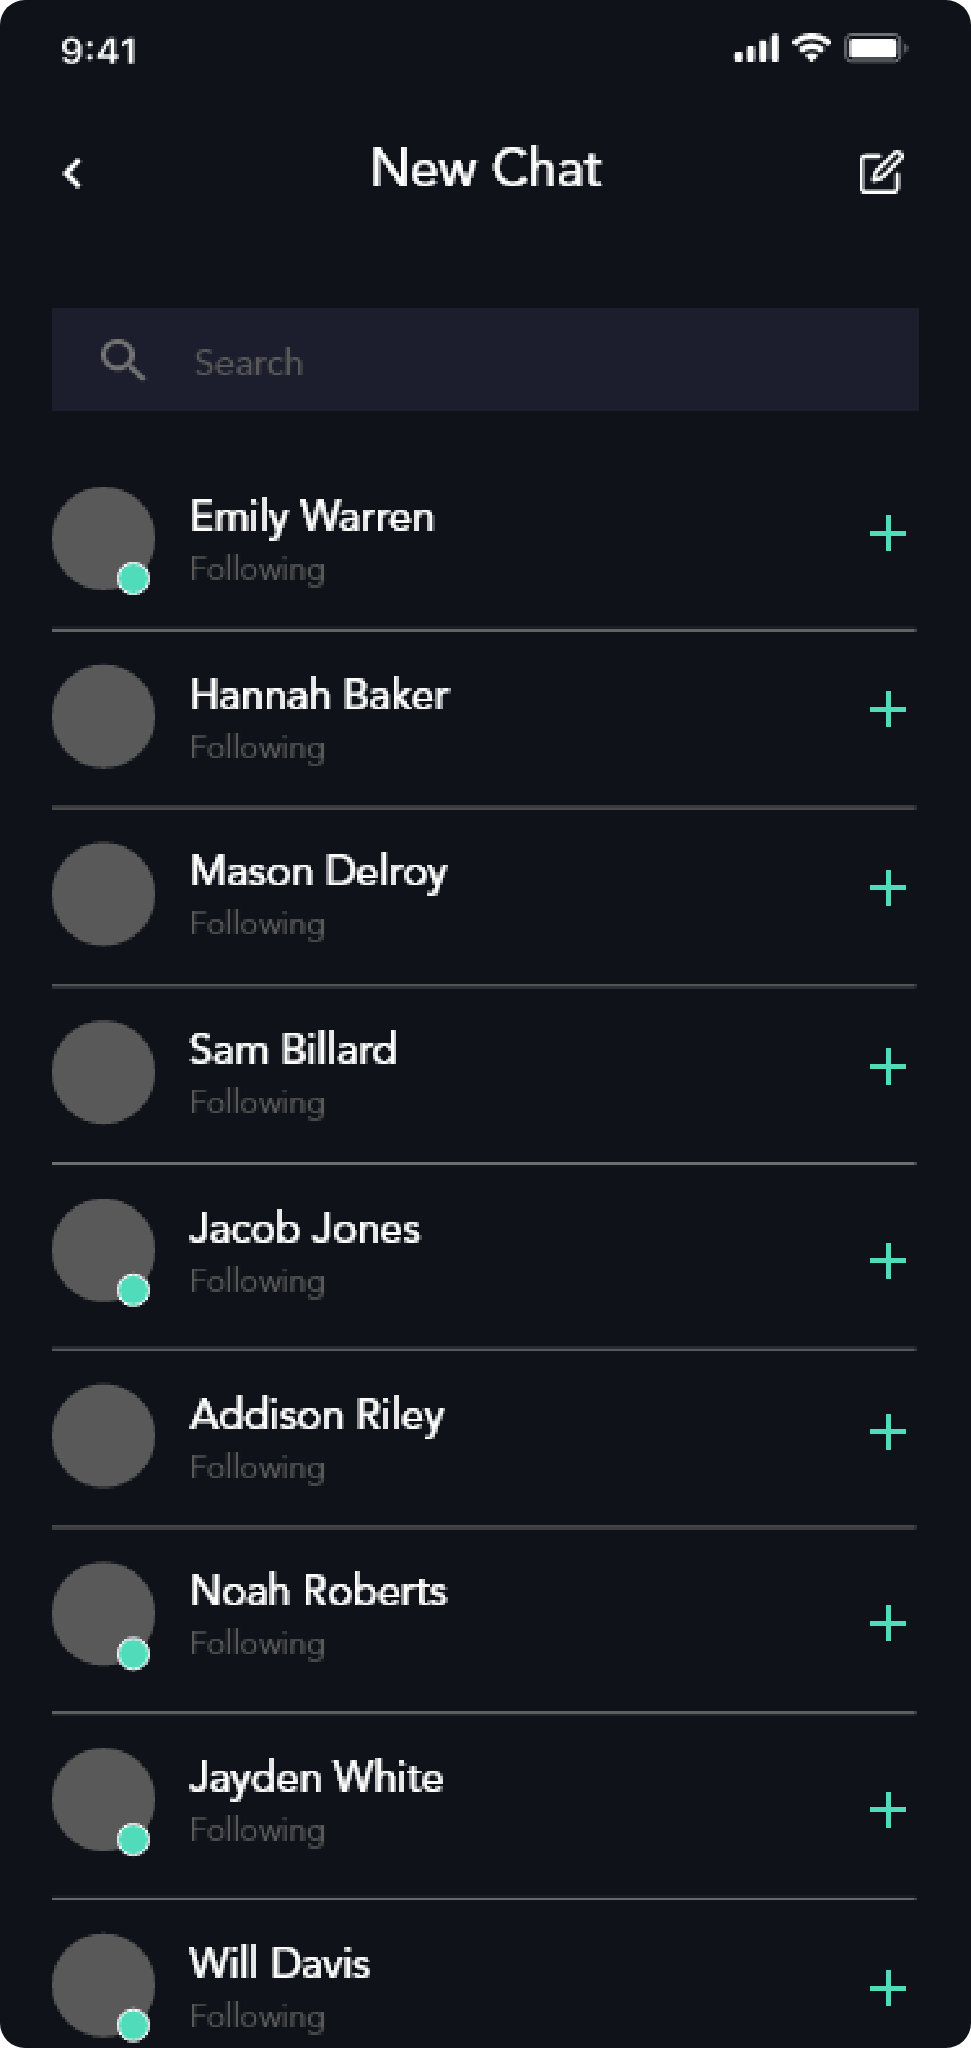 9:41
New Chat
Search
Emily Warren
Following
Hannah Baker
Following
Mason Delroy
Following
Sam Billard
Following
Jacob Jones
Following
Addison Riley
Following
Noah Roberts
Following
Jayden White
Following
Will Davis
Following